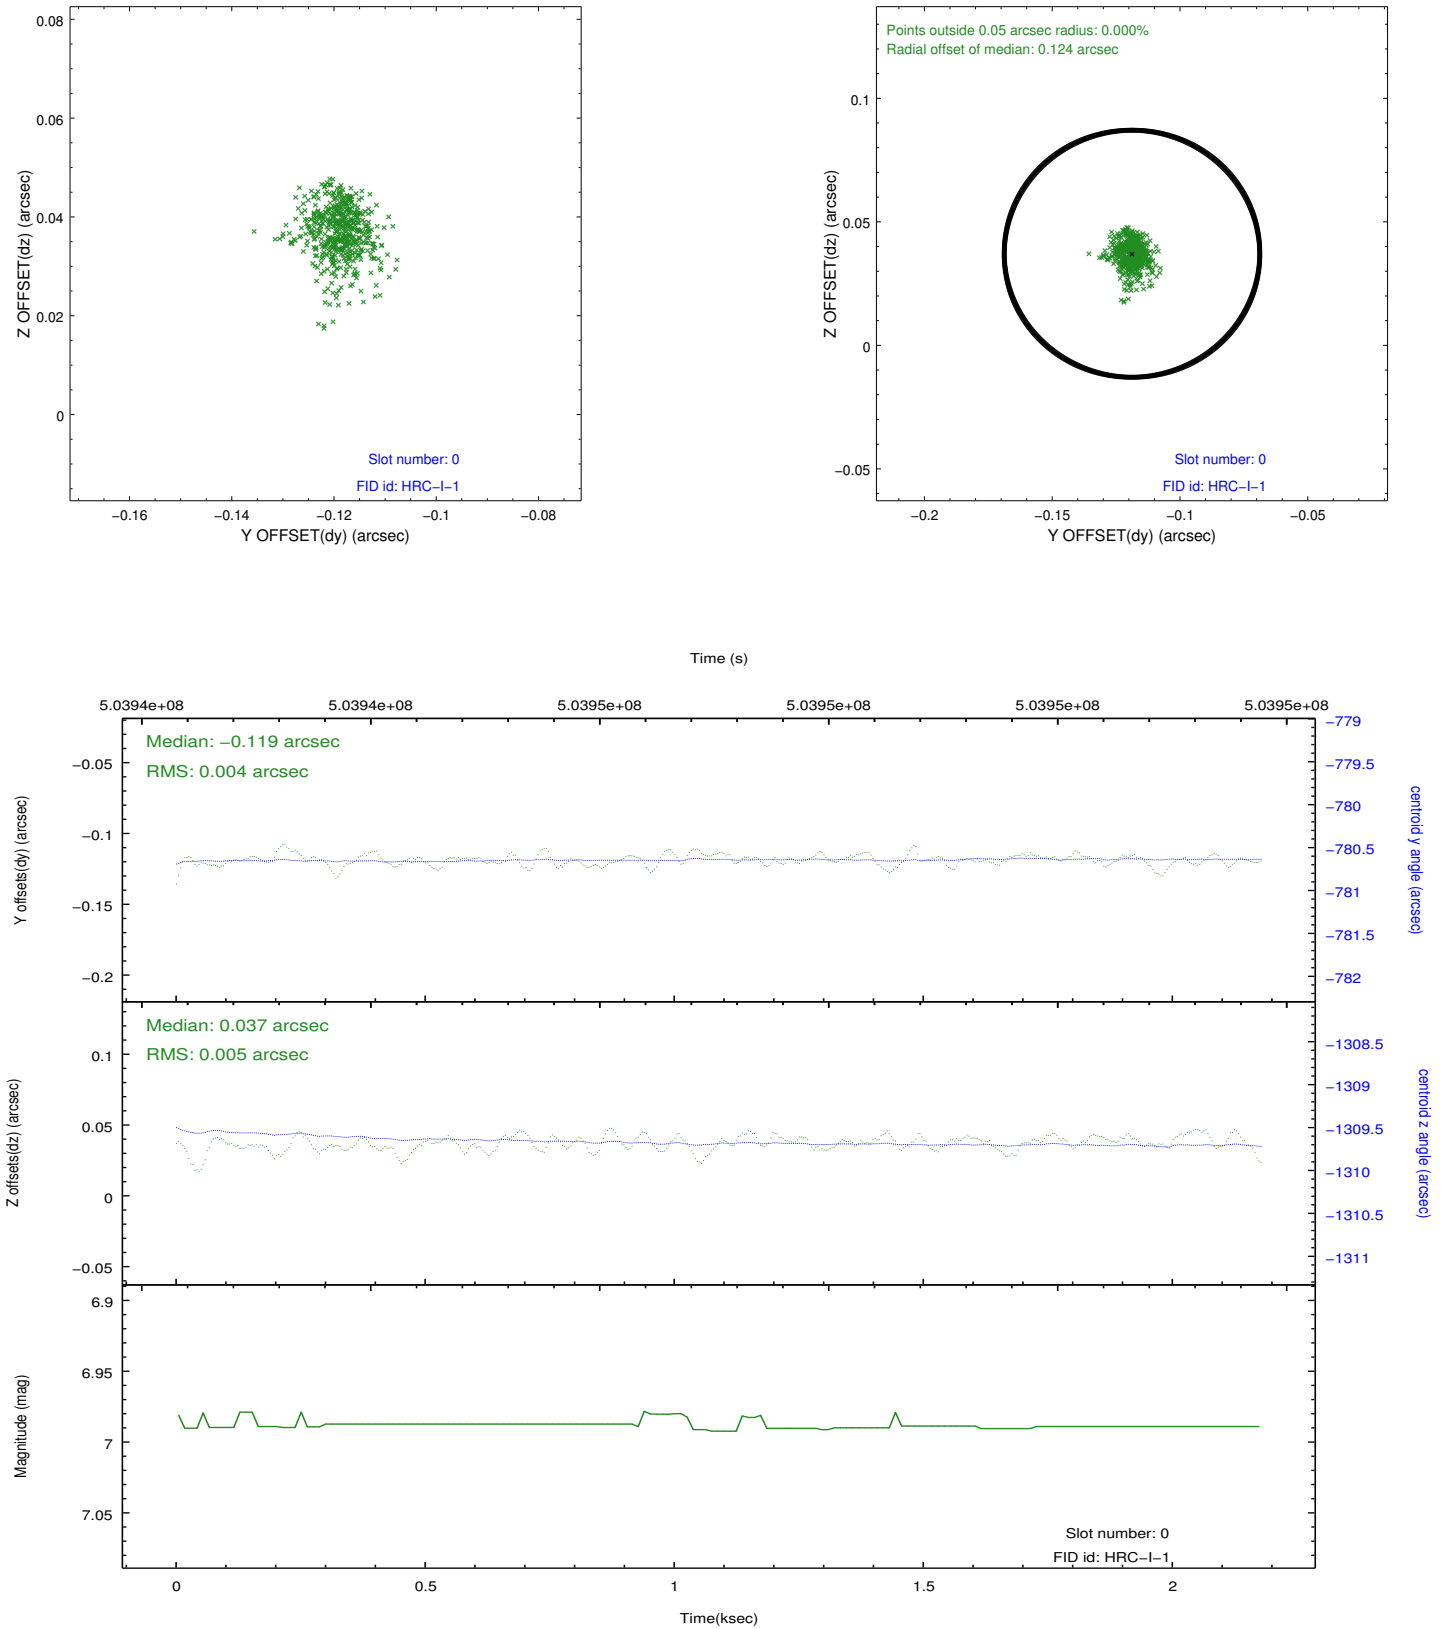 0.08
0.06
0.04
0.02
0
Z OFFSET(dz) (arcsec)
Slot number: 0
FID id: HRC−I−1
−0.16
−0.14
−0.12
−0.1
−0.08
Y OFFSET(dy) (arcsec)
Points outside 0.05 arcsec radius: 0.000%
Radial offset of median: 0.124 arcsec
0.1
0.05
0
−0.05
Z OFFSET(dz) (arcsec)
Slot number: 0
FID id: HRC−I−1
−0.2
−0.15
−0.1
−0.05
Y OFFSET(dy) (arcsec)
Time (s)
5.0394e+08
5.0394e+08
5.0395e+08
5.0395e+08
5.0395e+08
5.0395e+08
Median: −0.119 arcsec
RMS: 0.004 arcsec
−0.05
−0.1
−0.15
−0.2
Y offsets(dy) (arcsec)
−779
−779.5
−780
−780.5
−781
−781.5
−782
centroid y angle (arcsec)
Median: 0.037 arcsec
RMS: 0.005 arcsec
0.1
0.05
0
−0.05
Z offsets(dz) (arcsec)
−1308.5
−1309
−1309.5
−1310
−1310.5
−1311
centroid z angle (arcsec)
6.9
6.95
7
7.05
Magnitude (mag)
Slot number: 0
FID id: HRC−I−1
0
0.5
1
1.5
2
Time(ksec)